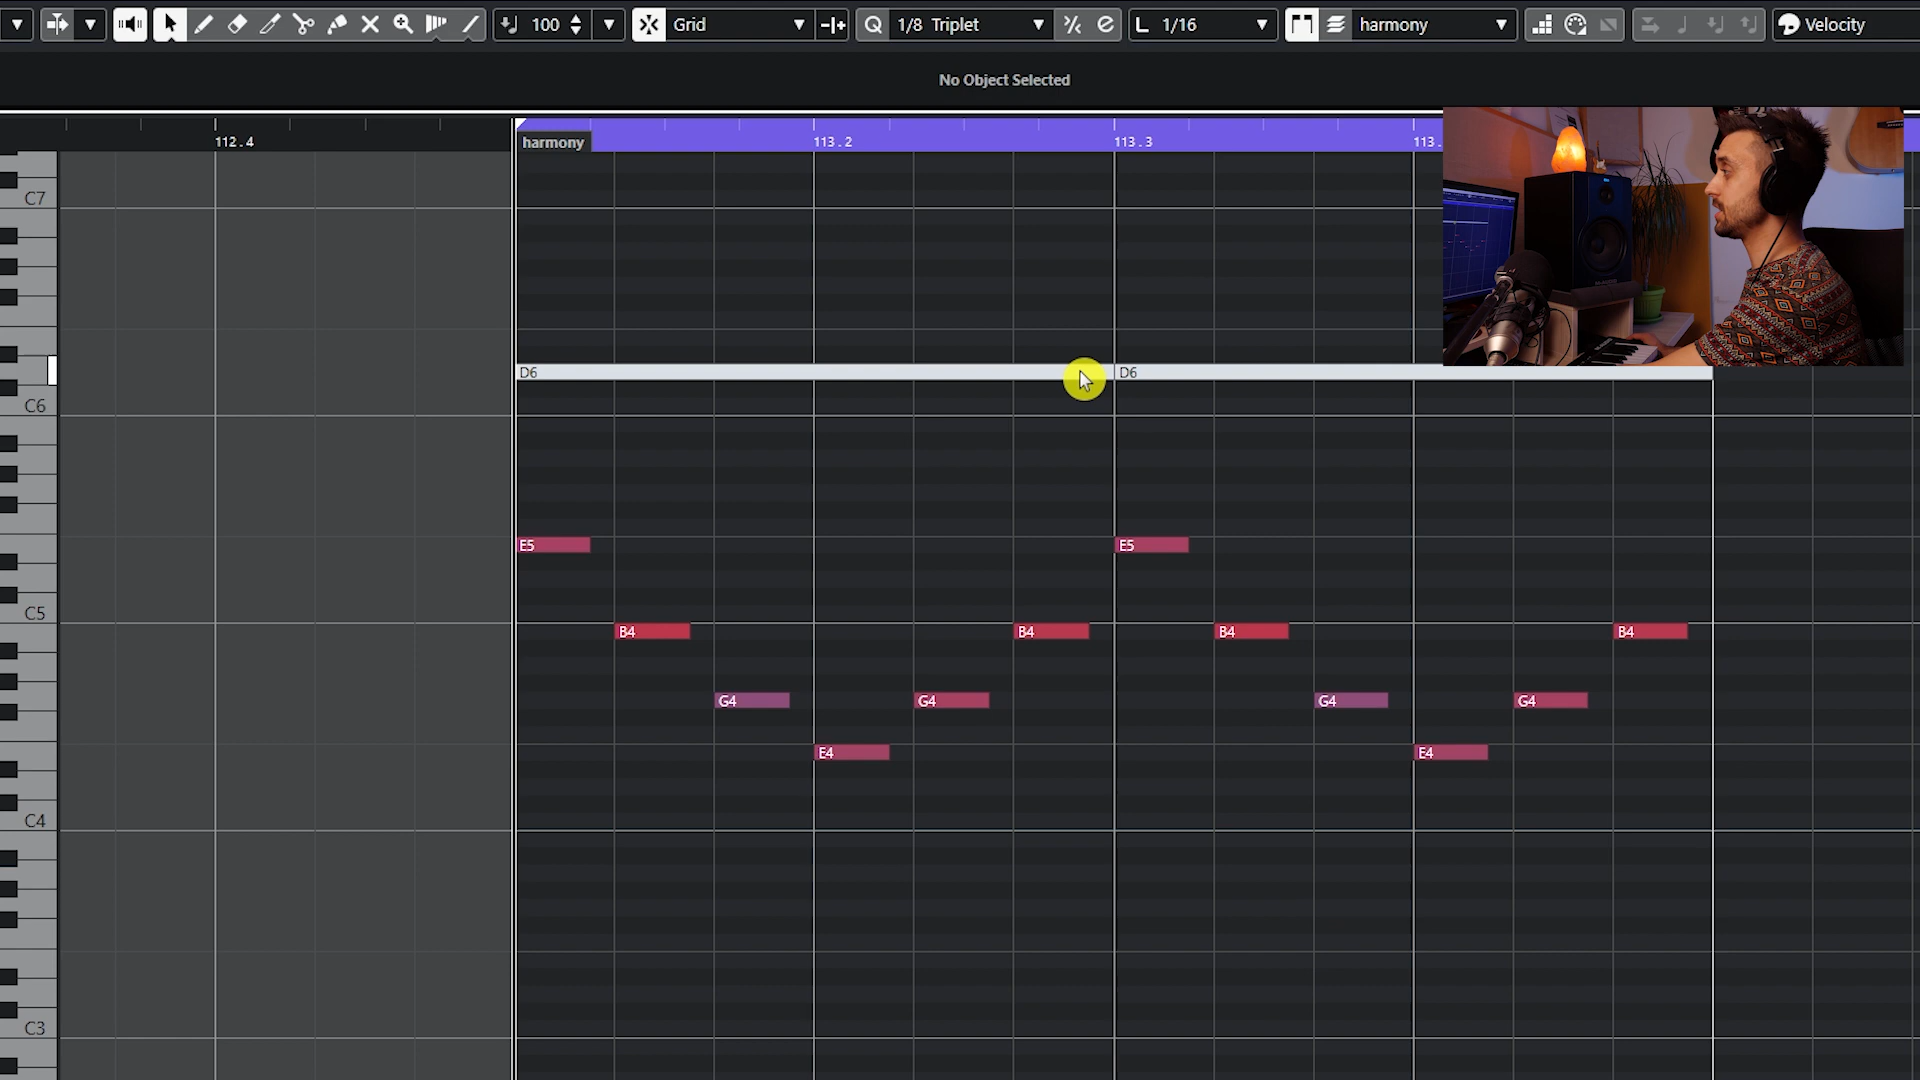 100 Grid Q 1/8 Triplet L 1/16 harmony Velocity
No Object Selected
112.4 harmony 113.2 113.3 113.
C7
D6 D6
C6
E5 E5
C5
B4 B4 B4 B4
G4 G4 G4 G4
E4 E4
C4
C3